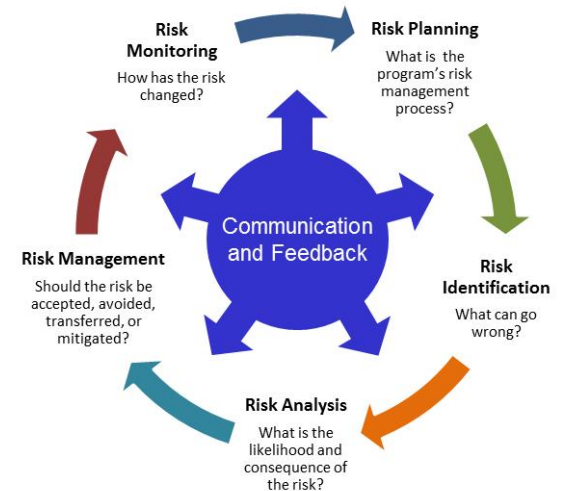 Risk
Monitoring
How has the risk
changed?
Risk Planning
What is the
program's risk
management
process?
Communication
and Feedback
Risk Management
Should the risk be
accepted, avoided,
transferred, or
mitigated?
Risk
Identification
What can go
wrong?
Risk Analysis
What is the
likelihood and
consequence of
the risk?